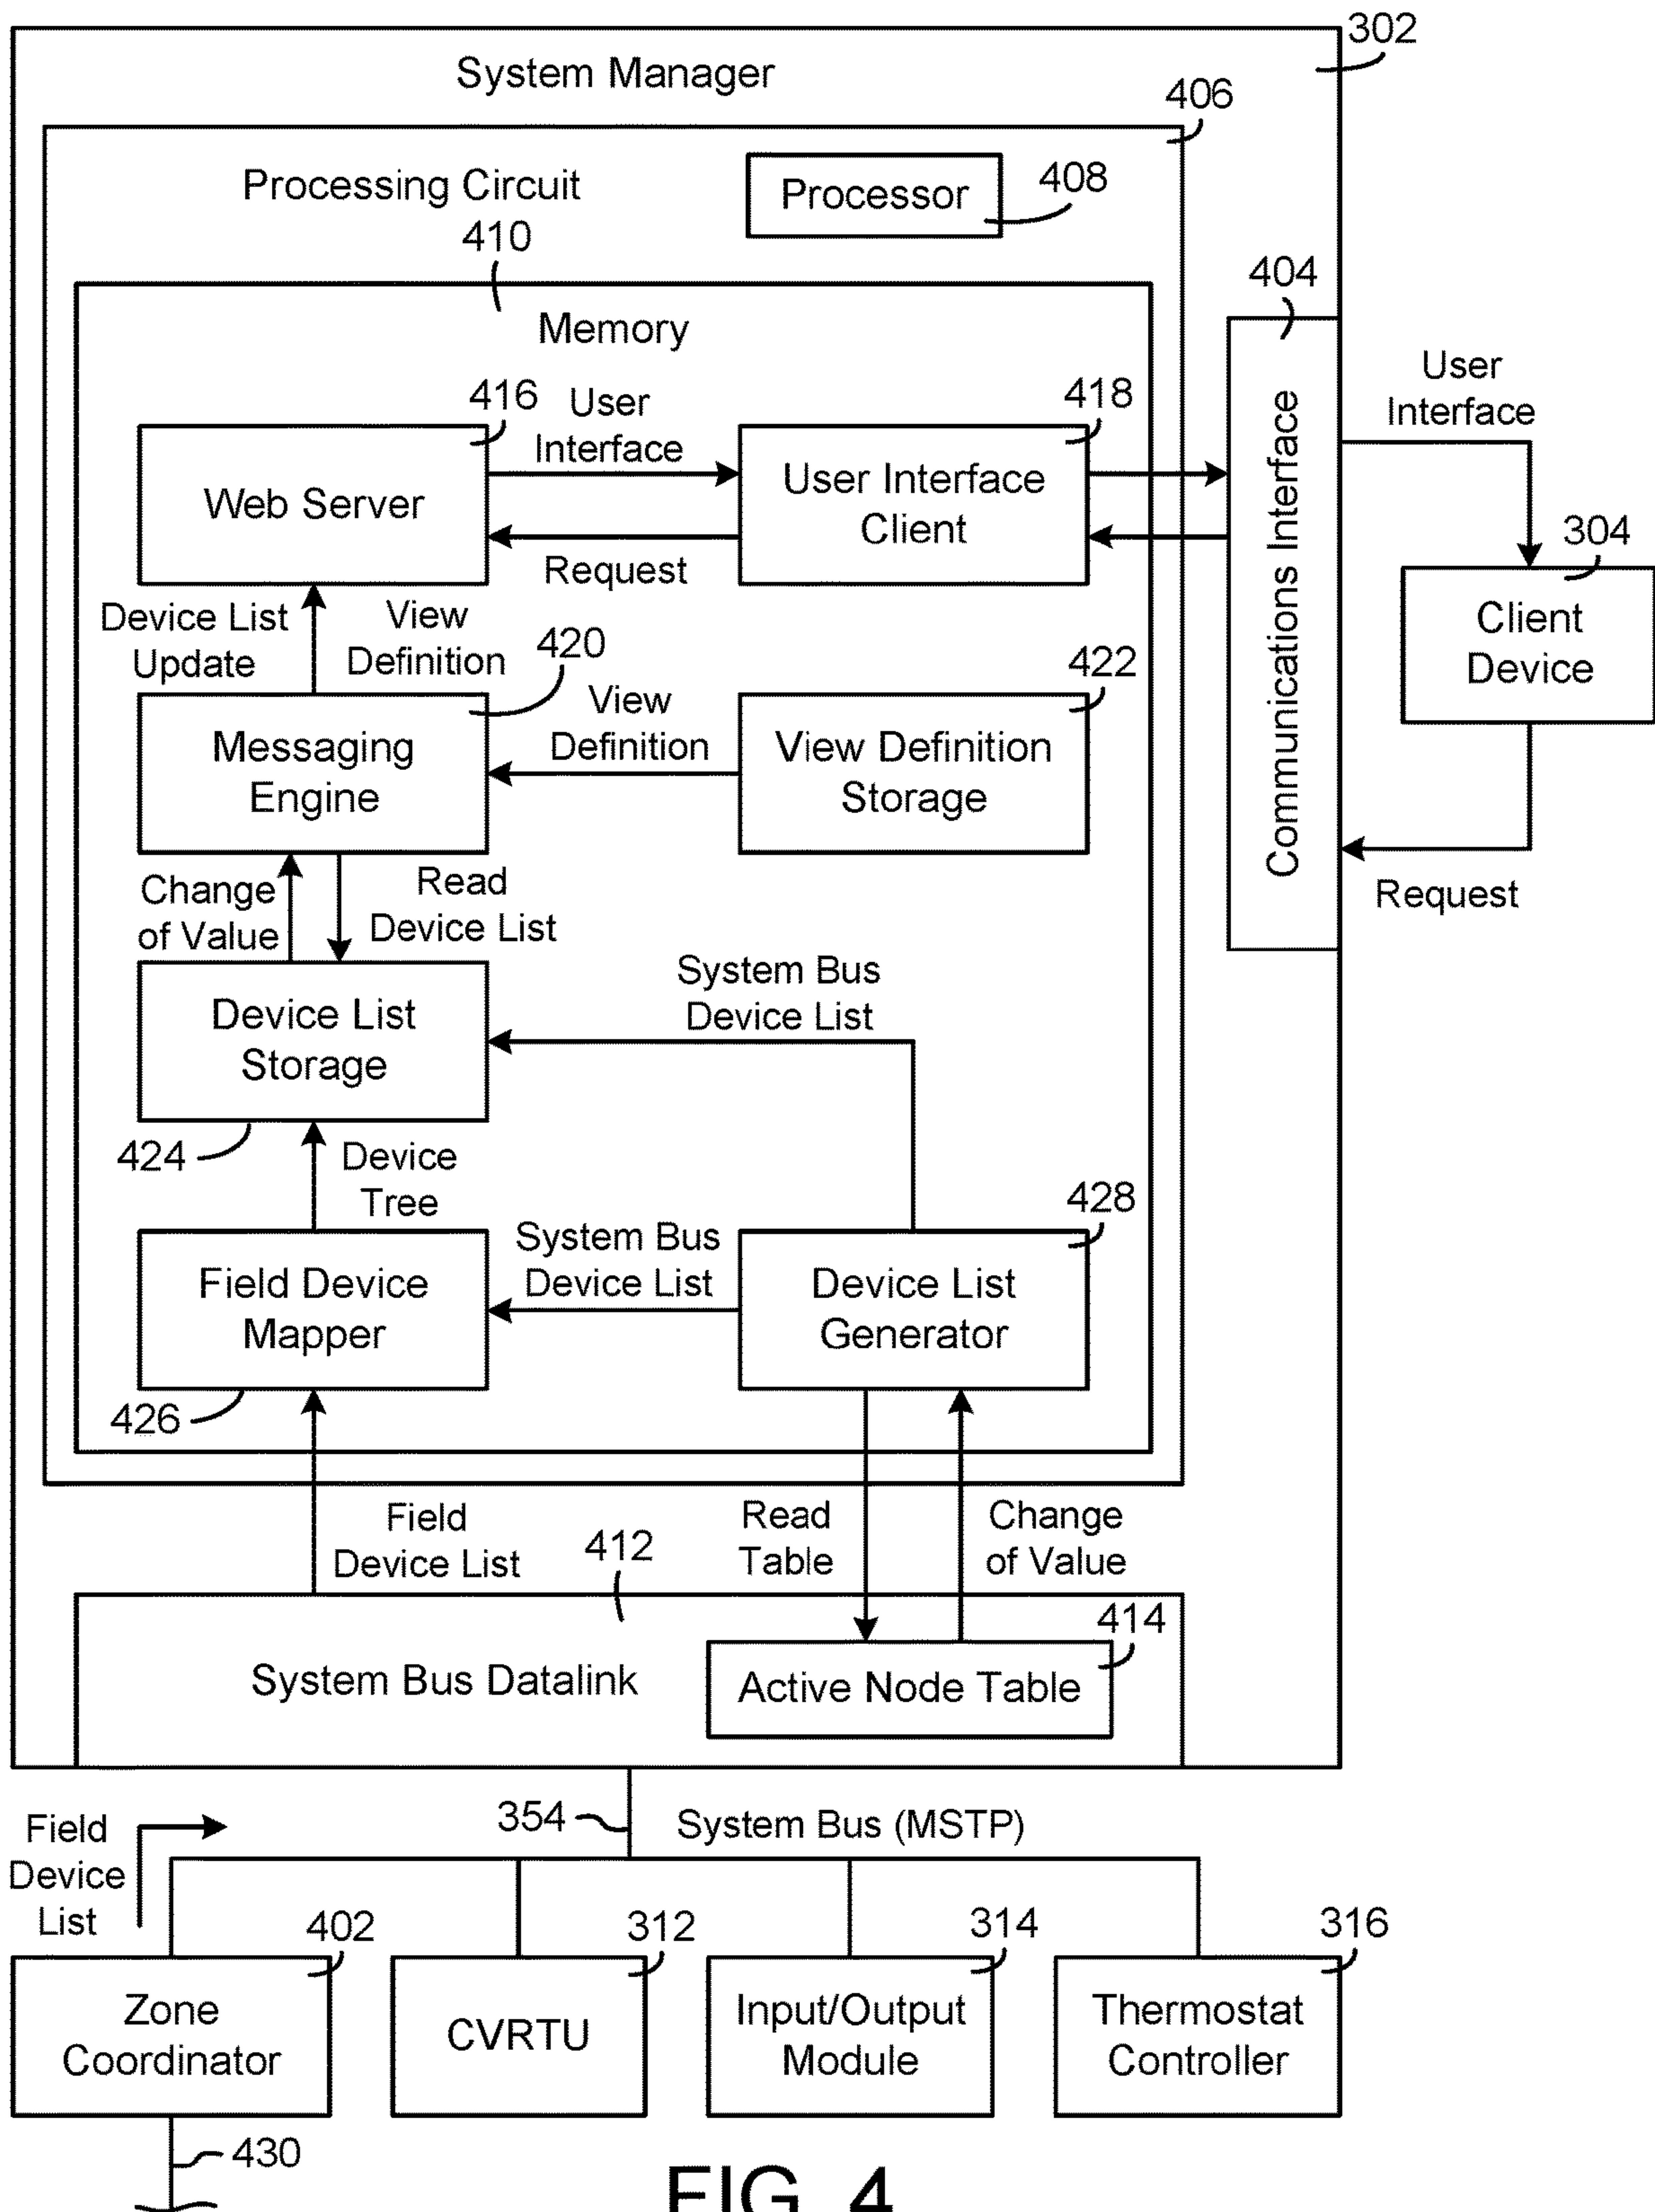 302
System Manager
406
Processing Circuit
Processor
408
410
404
Memory
416
User
Interface
418
Web Server
User Interface
Client
Request
Communications Interface
User
Interface
304
Client
Device
Request
Device List
Update
View
Definition
420
View
Definition
422
Messaging
Engine
View Definition
Storage
Change
of Value
Read
Device List
System Bus
Device List
Device List
Storage
424
Device
Tree
428
System Bus
Device List
Field Device
Mapper
Device List
Generator
426
Field
Device List
412
Read
Table
Change
of Value
414
System Bus Datalink
Active Node Table
354
System Bus (MSTP)
Field
Device
List
402
312
314
316
Zone
Coordinator
CVRTU
Input/Output
Module
Thermostat
Controller
430
FIG. 4